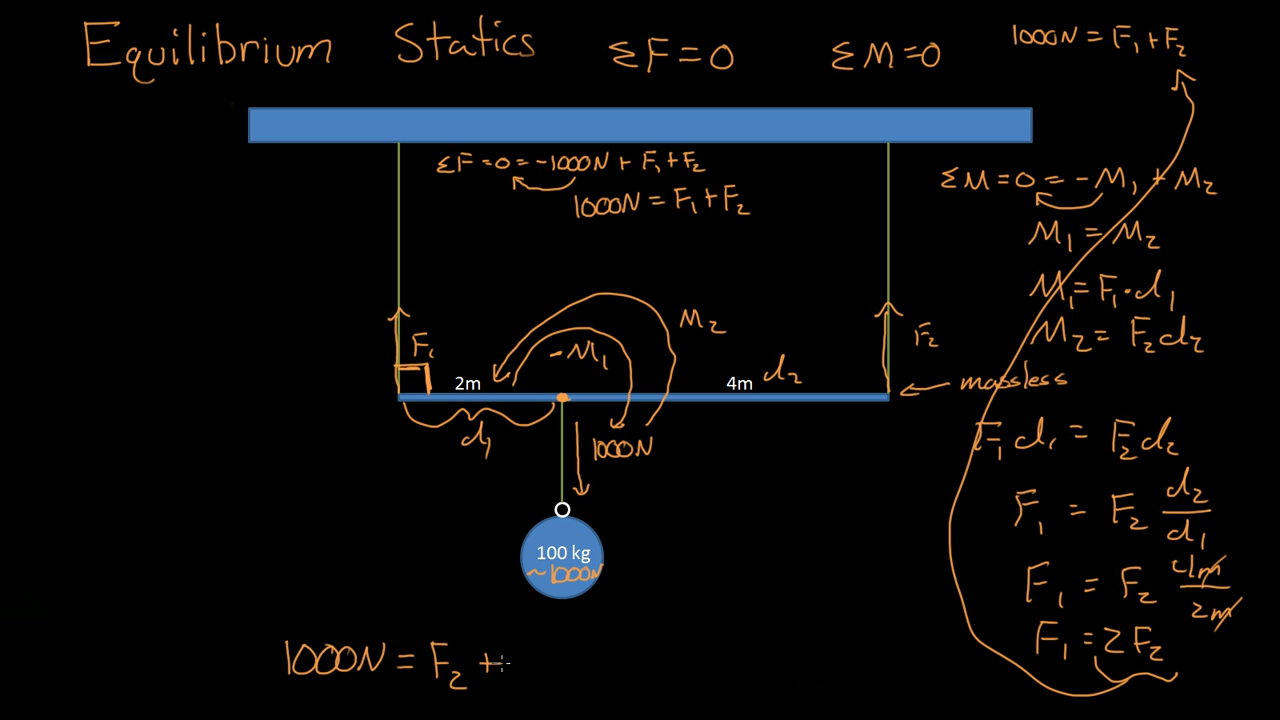 Equilibrium Statics ΣF=0 ΣM=0
1000N = F₁+F₂
ΣF=0=-1000N+F₁+F₂
1000N=F₁+F₂
ΣM=0=-M₁+M₂
M₁=M₂
M₁=F₁·d₁
M₂=F₂d₂
M₂
F₁
-M₁
F₂
2m
4m d₂
massless
d₁
1000N
F₁d₁=F₂d₂
F₁=F₂ d₂/d₁
100 kg
~1000N
F₁=F₂ 4m/2m
F₁=2F₂
1000N=F₂+